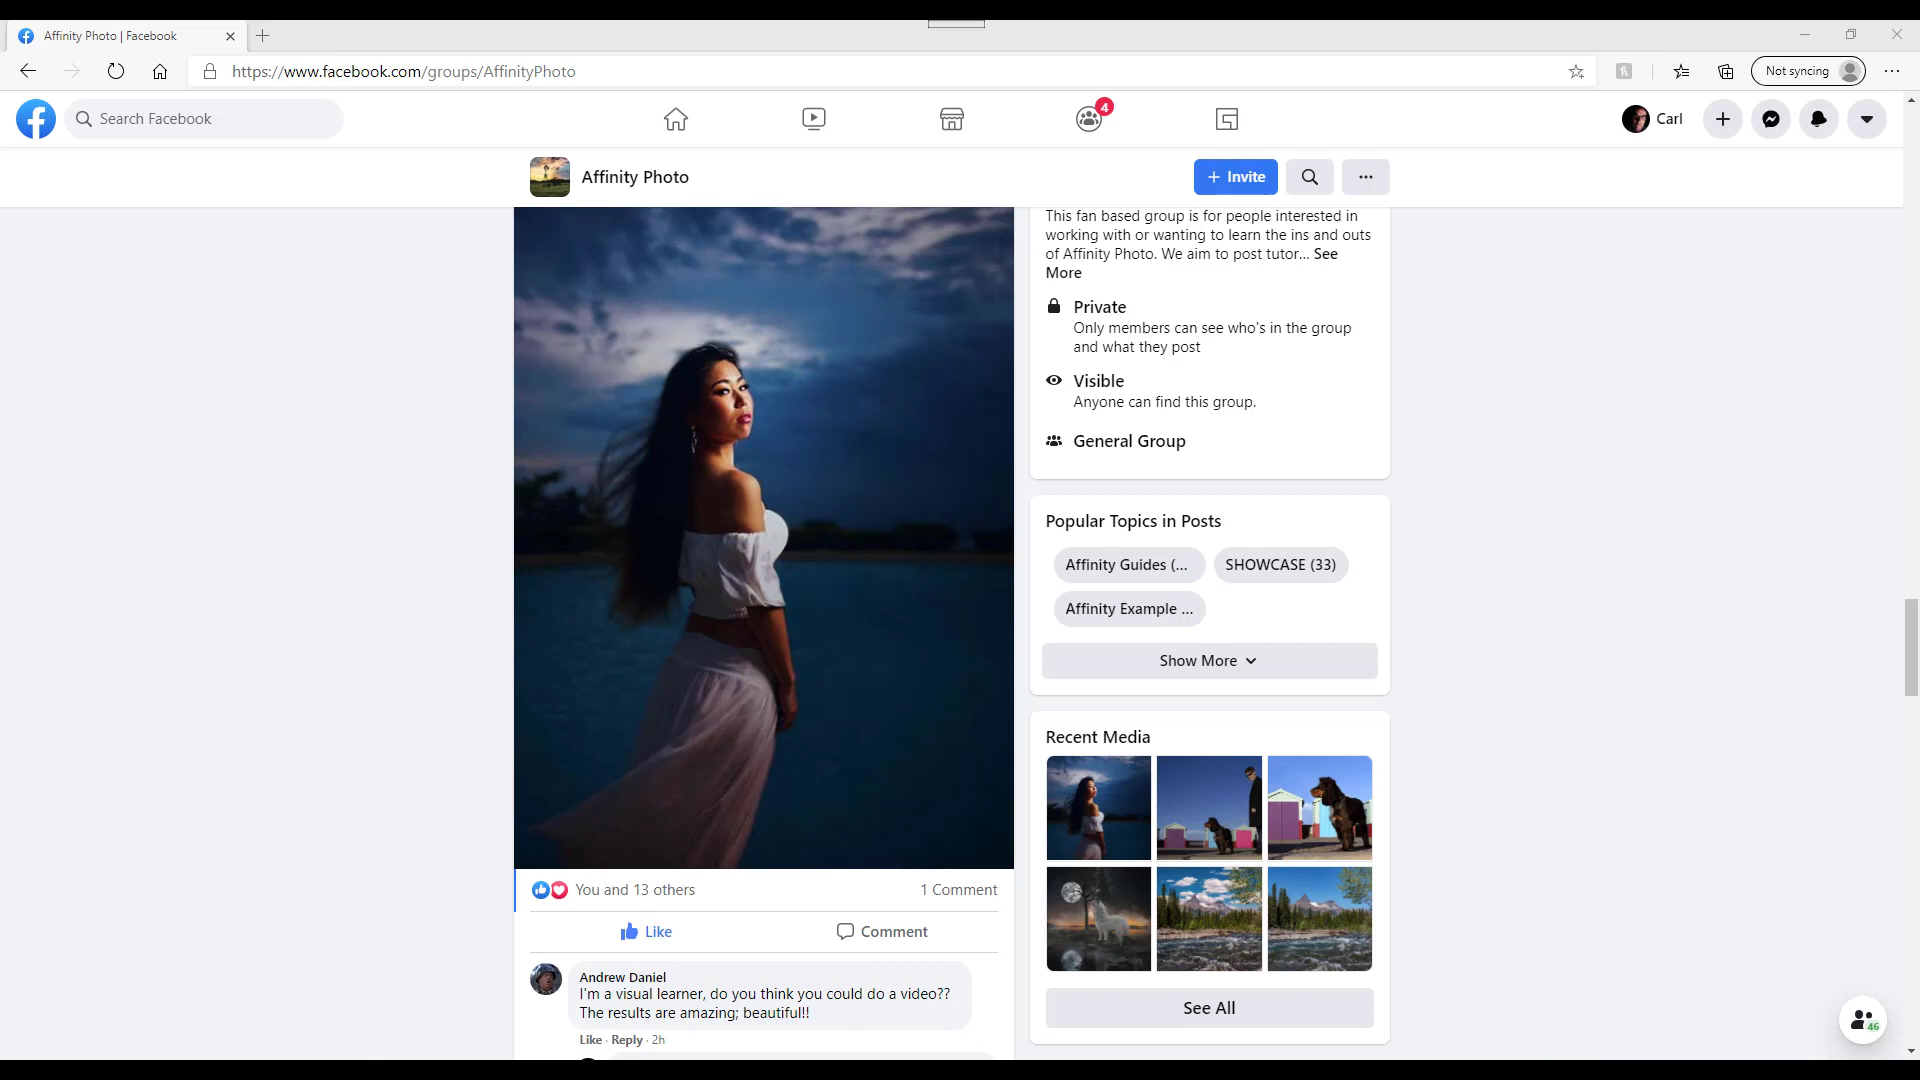 Affinity Photo | Facebook
https://www.facebook.com/groups/AffinityPhoto
Not syncing
Search Facebook
4
Carl
Affinity Photo
+ Invite
This fan based group is for people interested in
working with or wanting to learn the ins and outs
of Affinity Photo. We aim to post tutor... See
More
Private
Only members can see who's in the group
and what they post
Visible
Anyone can find this group.
General Group
Popular Topics in Posts
Affinity Guides (...
SHOWCASE (33)
Affinity Example ...
Show More
Recent Media
See All
You and 13 others
1 Comment
Like
Comment
Andrew Daniel
I'm a visual learner, do you think you could do a video??
The results are amazing; beautiful!!
Like · Reply · 2h
46